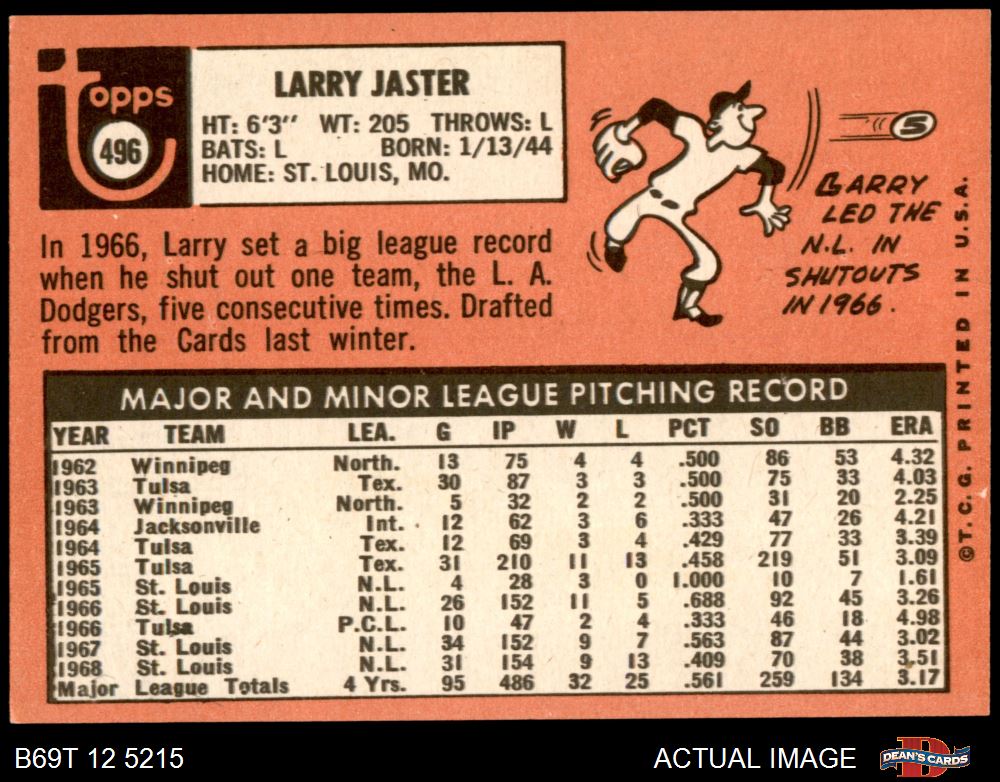 Topps
496
LARRY JASTER
HT: 6'3" WT: 205 THROWS: L
BATS: L BORN: 1/13/44
HOME: ST. LOUIS, MO.
In 1966, Larry set a big league record
when he shut out one team, the L. A.
Dodgers, five consecutive times. Drafted
from the Cards last winter.
5
LARRY
LED THE
N.L. IN
SHUTOUTS
IN 1966.
MAJOR AND MINOR LEAGUE PITCHING RECORD
YEAR TEAM LEA. G IP W L PCT SO BB ERA
1962 Winnipeg North. 13 75 4 4 .500 86 53 4.32
1963 Tulsa Tex. 30 87 3 3 .500 75 33 4.03
1963 Winnipeg North. 5 32 2 2 .500 31 20 2.25
1964 Jacksonville Int. 12 62 3 6 .333 47 26 4.21
1964 Tulsa Tex. 12 69 3 4 .429 77 33 3.39
1965 Tulsa Tex. 31 210 11 13 .458 219 51 3.09
1965 St. Louis N.L. 4 28 3 0 1.000 10 7 1.61
1966 St. Louis N.L. 26 152 11 5 .688 92 45 3.26
1966 Tulsa P.C.L. 10 47 2 4 .333 46 18 4.98
1967 St. Louis N.L. 34 152 9 7 .563 87 44 3.02
1968 St. Louis N.L. 31 154 9 13 .409 70 38 3.51
Major League Totals 4 Yrs. 95 486 32 25 .561 259 134 3.17
©T.C.G. PRINTED IN U.S.A.
B69T 12 5215
ACTUAL IMAGE
DEAN'S CARDS